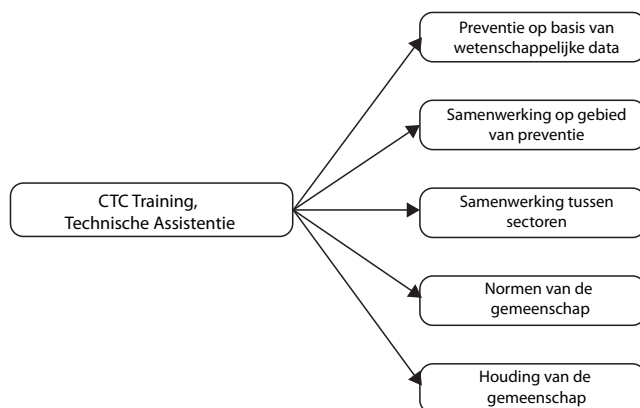 Preventie op basis van
wetenschappelijke data
Samenwerking op gebied
van preventie
CTC Training,
Technische Assistentie
Samenwerking tussen
sectoren
Normen van de
gemeenschap
Houding van de
gemeenschap